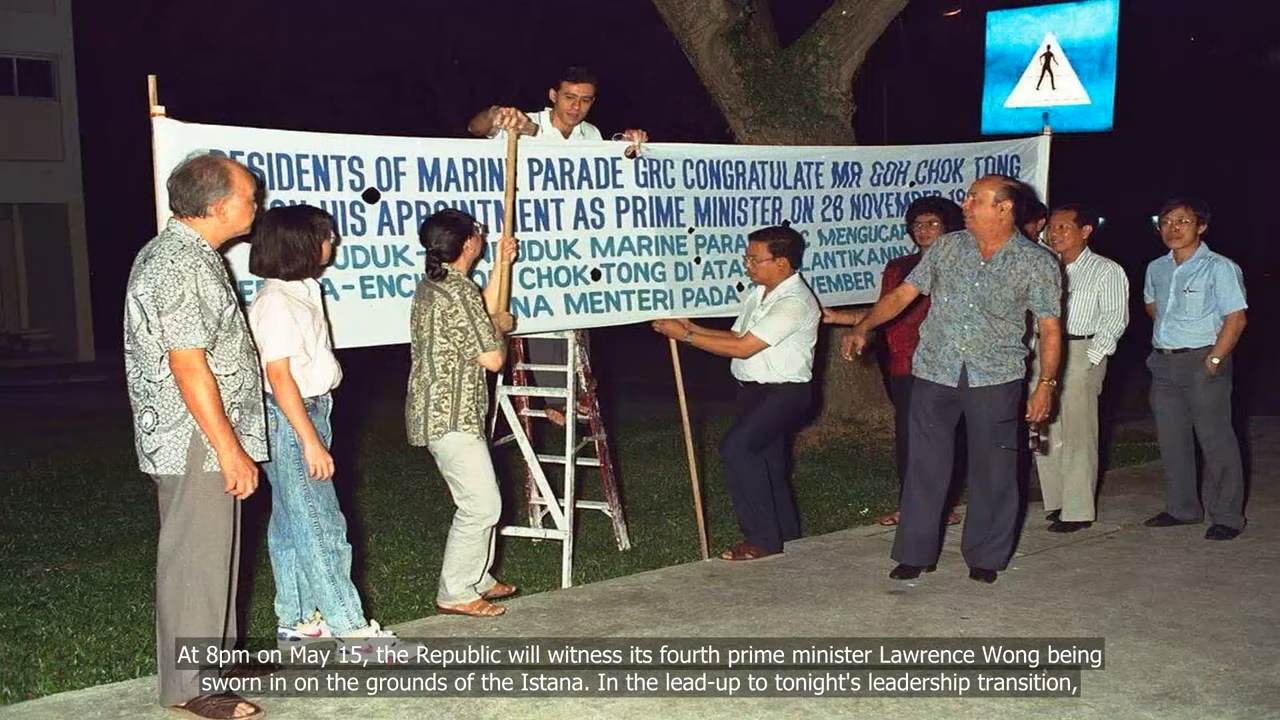 RESIDENTS OF MARINE PARADE GRC CONGRATULATE MR GOH CHOK TONG
ON HIS APPOINTMENT AS PRIME MINISTER ON 28 NOVEMBER
MARINE MENGUCAP
CHOK TONG DI ATAS
MENTERI PADA
At 8pm on May 15, the Republic will witness its fourth prime minister Lawrence Wong being
sworn in on the grounds of the Istana. In the lead-up to tonight's leadership transition,